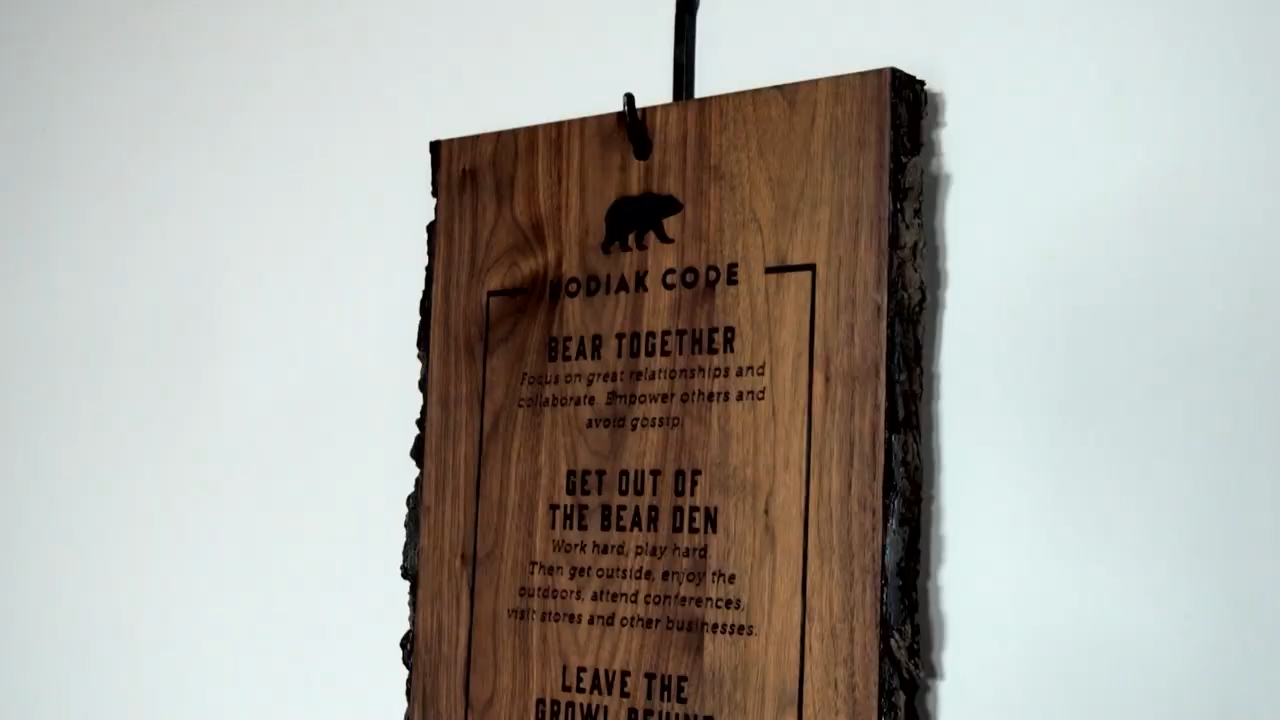 KODIAK CODE
BEAR TOGETHER
Focus on great relationships and
collaborate. Empower others and
avoid gossip.
GET OUT OF
THE BEAR DEN
Work hard, play hard.
Then get outside, enjoy the
outdoors, attend conferences,
visit stores and other businesses.
LEAVE THE
GROWL BEHIND